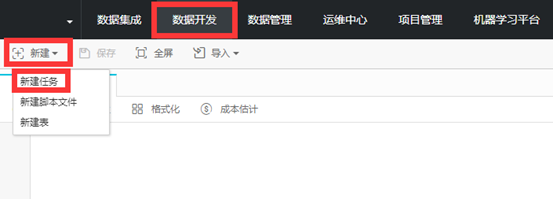 数据集成 数据开发 数据管理 运维中心 项目管理 机器学习平台
新建 保存 全屏 导入
新建任务
新建脚本文件
格式化 成本估计
新建表